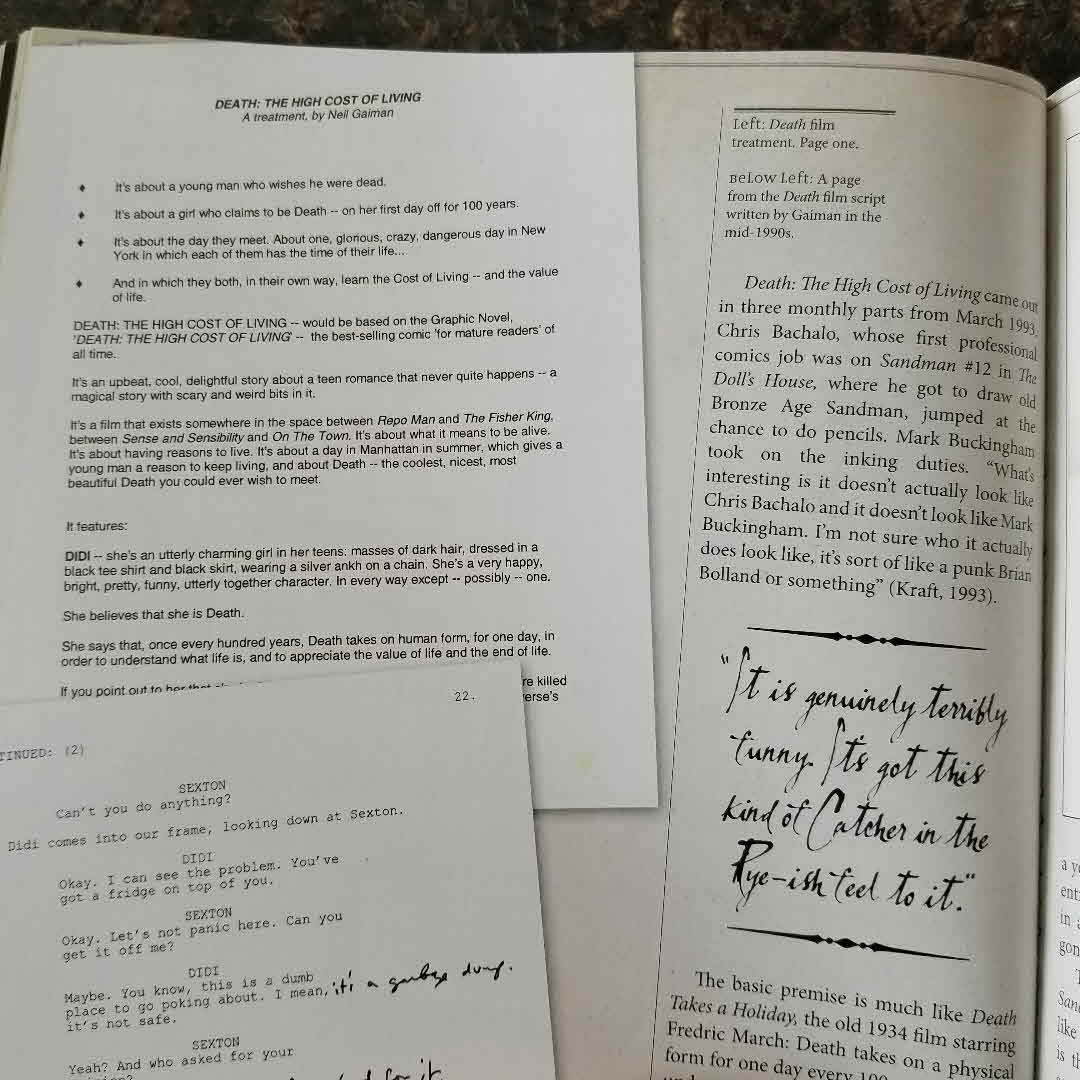 DEATH: THE HIGH COST OF LIVING
A treatment, by Neil Gaiman
♦ It's about a young man who wishes he were dead.
♦ It's about a girl who claims to be Death -- on her first day off for 100 years.
♦ It's about the day they meet. About one, glorious, crazy, dangerous day in New
York in which each of them has the time of their life...
♦ And in which they both, in their own way, learn the Cost of Living -- and the value
of life.
DEATH: THE HIGH COST OF LIVING -- would be based on the Graphic Novel,
'DEATH: THE HIGH COST OF LIVING' -- the best-selling comic 'for mature readers' of
all time.
It's an upbeat, cool, delightful story about a teen romance that never quite happens -- a
magical story with scary and weird bits in it.
It's a film that exists somewhere in the space between Repo Man and The Fisher King,
between Sense and Sensibility and On The Town. It's about what it means to be alive.
It's about having reasons to live. It's about a day in Manhattan in summer, which gives a
young man a reason to keep living, and about Death -- the coolest, nicest, most
beautiful Death you could ever wish to meet.
It features:
DIDI -- she's an utterly charming girl in her teens: masses of dark hair, dressed in a
black tee shirt and black skirt, wearing a silver ankh on a chain. She's a very happy,
bright, pretty, funny, utterly together character. In every way except -- possibly -- one.
She believes that she is Death.
She says that, once every hundred years, Death takes on human form, for one day, in
order to understand what life is, and to appreciate the value of life and the end of life.
If you point out to her that re killed
erse's
22.
TINUED: (2)
SEXTON
Can't you do anything?
Didi comes into our frame, looking down at Sexton.
DIDI
Okay. I can see the problem. You've
got a fridge on top of you.
SEXTON
Okay. Let's not panic here. Can you
get it off me?
DIDI
Maybe. You know, this is a dumb
place to go poking about. I mean, it's a garbage dump.
it's not safe.
SEXTON
Yeah? And who asked for your
for it
Left: Death film
treatment. Page one.
Below Left: A page
from the Death film script
written by Gaiman in the
mid-1990s.
Death: The High Cost of Living came out
in three monthly parts from March 1993.
Chris Bachalo, whose first professional
comics job was on Sandman #12 in The
Doll's House, where he got to draw old
Bronze Age Sandman, jumped at the
chance to do pencils. Mark Buckingham
took on the inking duties. "What's
interesting is it doesn't actually look like
Chris Bachalo and it doesn't look like Mark
Buckingham. I'm not sure who it actually
does look like, it's sort of like a punk Brian
Bolland or something" (Kraft, 1993).
"It is genuinely terribly
funny. It's got this
kind of Catcher in the
Rye-ish feel to it."
The basic premise is much like Death
Takes a Holiday, the old 1934 film starring
Fredric March: Death takes on a physical
form for one day every 100
a ye
ent
in a
gon
T
San
like
is th